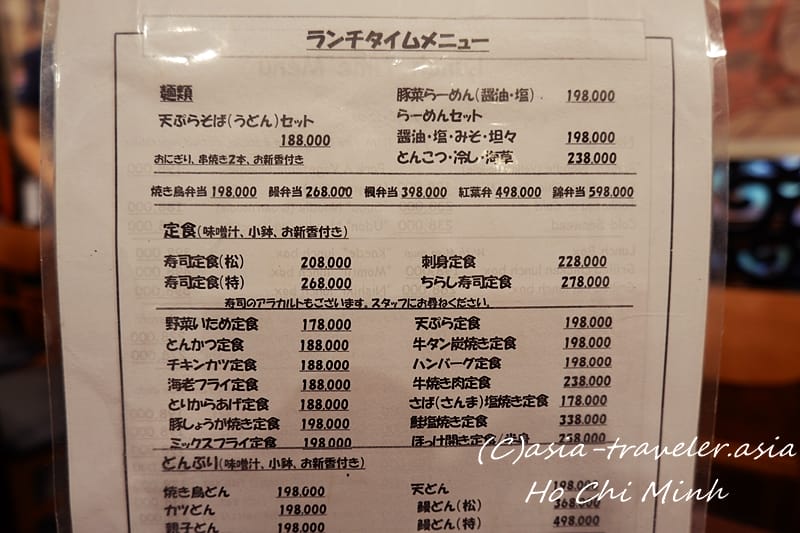 ランチタイムメニュー
麺類
天ぷらそば(うどん)セット
188.000
おにぎり、串焼き2本、お新香付き
豚菜らーめん(醤油・塩) 198.000
らーめんセット
醤油・塩・みそ・坦々 198.000
とんこつ・冷し・海草 238.000
焼き鳥弁当 198.000 鰻弁当 268.000 楓弁当 398.000 紅葉弁 498.000 錦弁当 598.000
定食(味噌汁、小鉢、お新香付き)
寿司定食(松) 208.000 刺身定食 228.000
寿司定食(特) 268.000 ちらし寿司定食 278.000
寿司のアラカルトもございます。スタッフにお尋ねください。
野菜いため定食 178.000 天ぷら定食 198.000
とんかつ定食 188.000 牛タン炭焼き定食 198.000
チキンカツ定食 188.000 ハンバーグ定食 198.000
海老フライ定食 188.000 牛焼き肉定食 238.000
とりからあげ定食 188.000 さば(さんま)塩焼き定食 178.000
豚しょうが焼き定食 198.000 鮭塩焼き定食 338.000
ミックスフライ定食 198.000 ほっけ開き定食 238.000
どんぶり(味噌汁、小鉢、お新香付き)
焼き鳥どん 198.000 天どん 198.000
カツどん 198.000 鰻どん(松) 368.000
親子どん 198.000 鰻どん(特) 498.000
(C)asia-traveler.asia
Ho Chi Minh